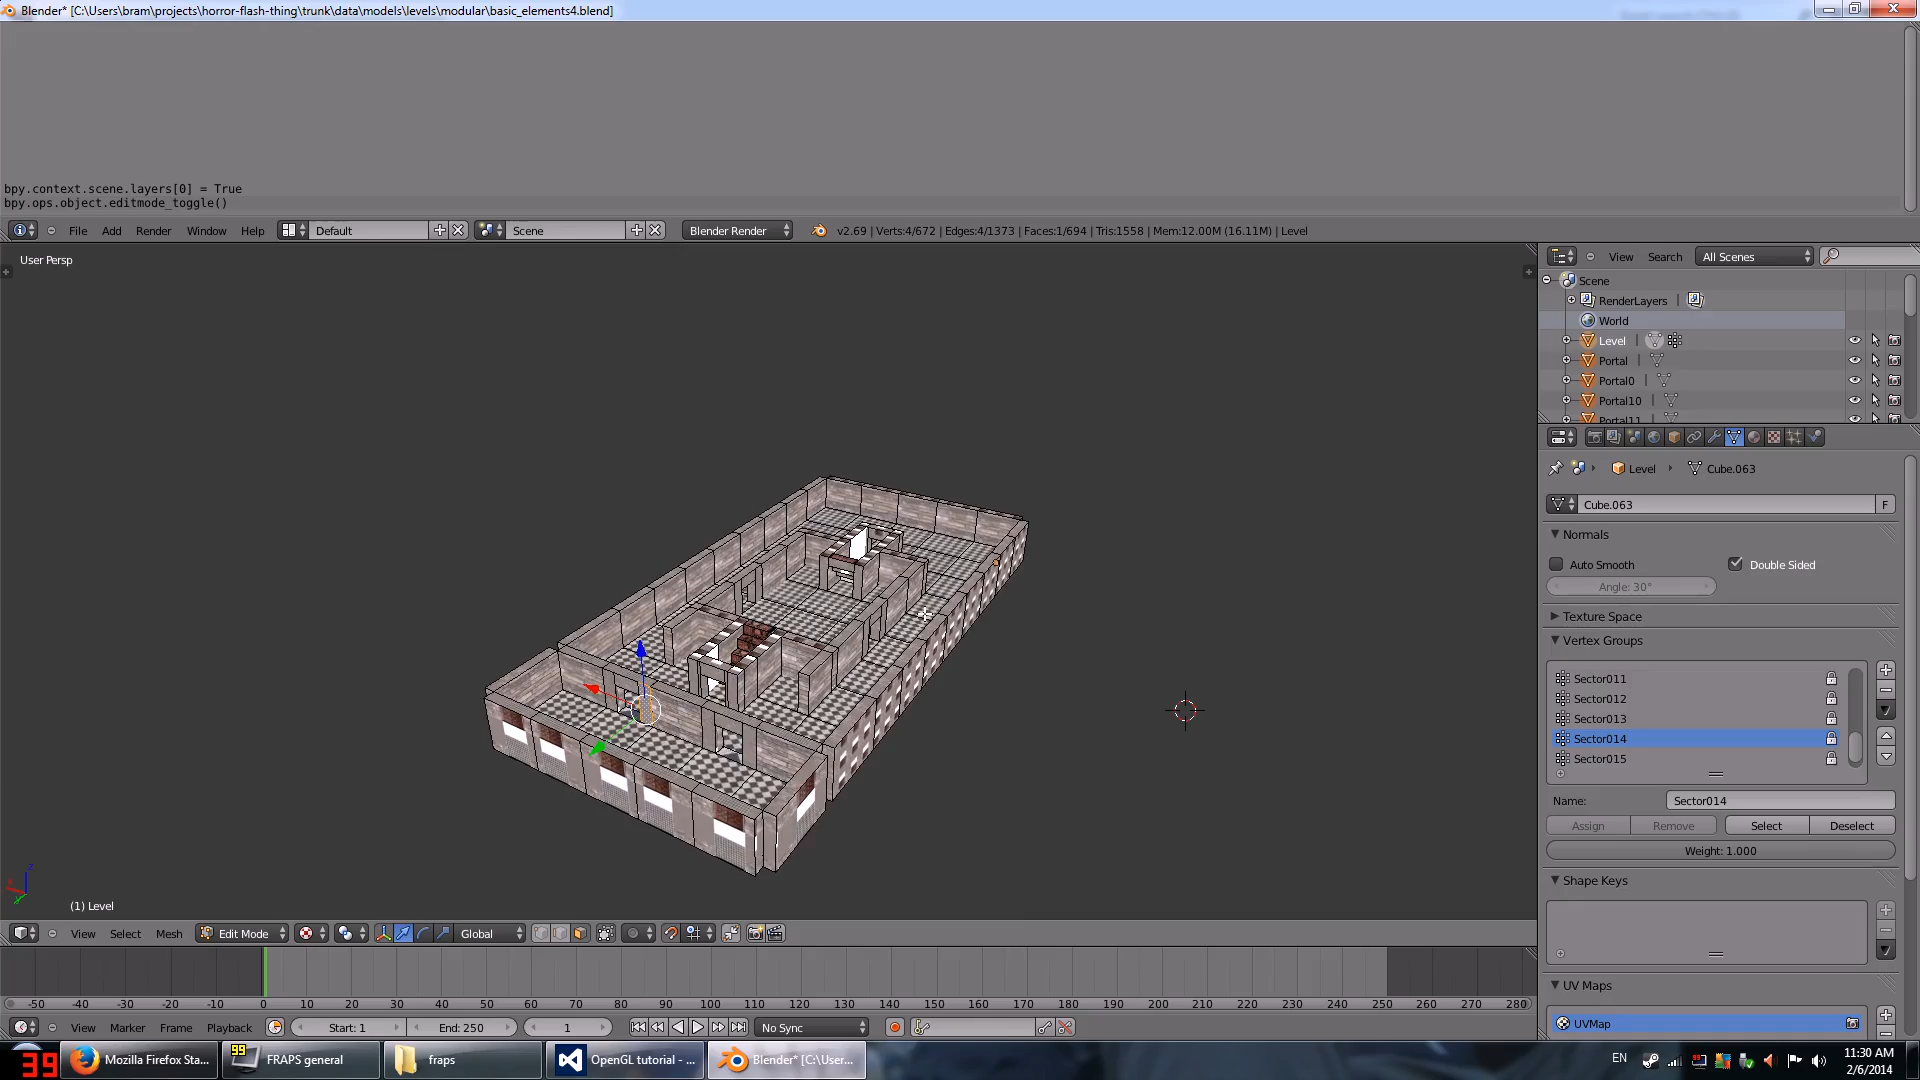 Blender* [C:\Users\bram\projects\horror-flash-thing\trunk\data\models\levels\modular\basic_elements4.blend]
bpy.context.scene.layers[0] = True
bpy.ops.object.editmode_toggle()
File Add Render Window Help Default Scene Blender Render v2.69 | Verts:4/672 | Edges:4/1373 | Faces:1/694 | Tris:1558 | Mem:12.00M (16.11M) | Level
User Persp
View Search All Scenes
Scene
RenderLayers
World
Level
Portal
Portal0
Portal10
Portal11
Level Cube.063
Cube.063 F
Normals
Auto Smooth Double Sided
Angle: 30°
Texture Space
Vertex Groups
Sector011
Sector012
Sector013
Sector014
Sector015
Name: Sector014
Assign Remove Select Deselect
Weight: 1.000
Shape Keys
UV Maps
UVMap
(1) Level
View Select Mesh Edit Mode Global
-50 -40 -30 -20 -10 0 10 20 30 40 50 60 70 80 90 100 110 120 130 140 150 160 170 180 190 200 210 220 230 240 250 260 270 280
View Marker Frame Playback Start: 1 End: 250 1 No Sync
39 Mozilla Firefox Sta... 99 FRAPS general fraps OpenGL tutorial - ... Blender* [C:\User... EN 11:30 AM
2/6/2014